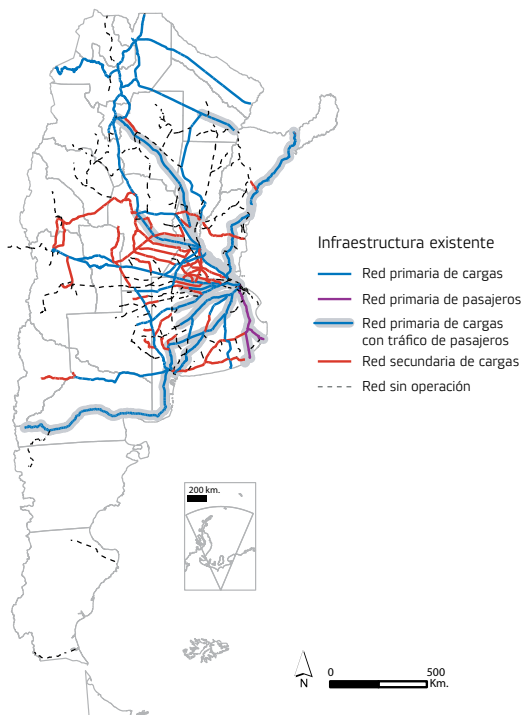 Infraestructura existente
Red primaria de cargas
Red primaria de pasajeros
Red primaria de cargas
con tráfico de pasajeros
Red secundaria de cargas
Red sin operación
200 km.
N
0 500
Km.